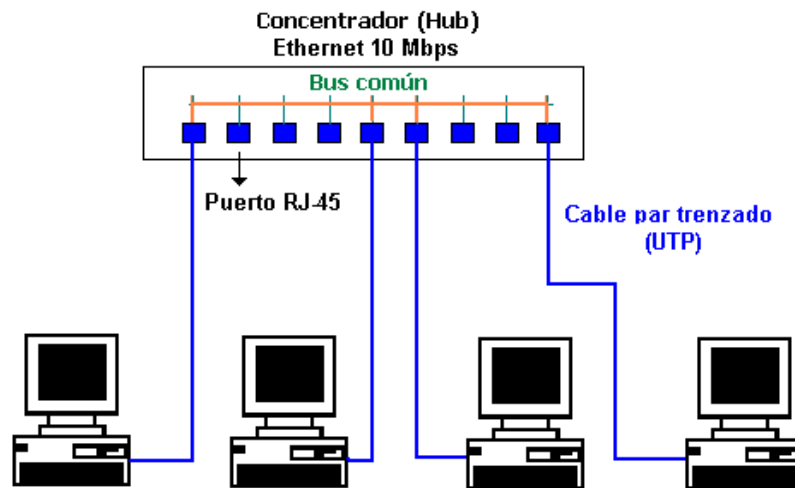 Concentrador (Hub)
Ethernet 10 Mbps
Bus común
Puerto RJ-45
Cable par trenzado
(UTP)